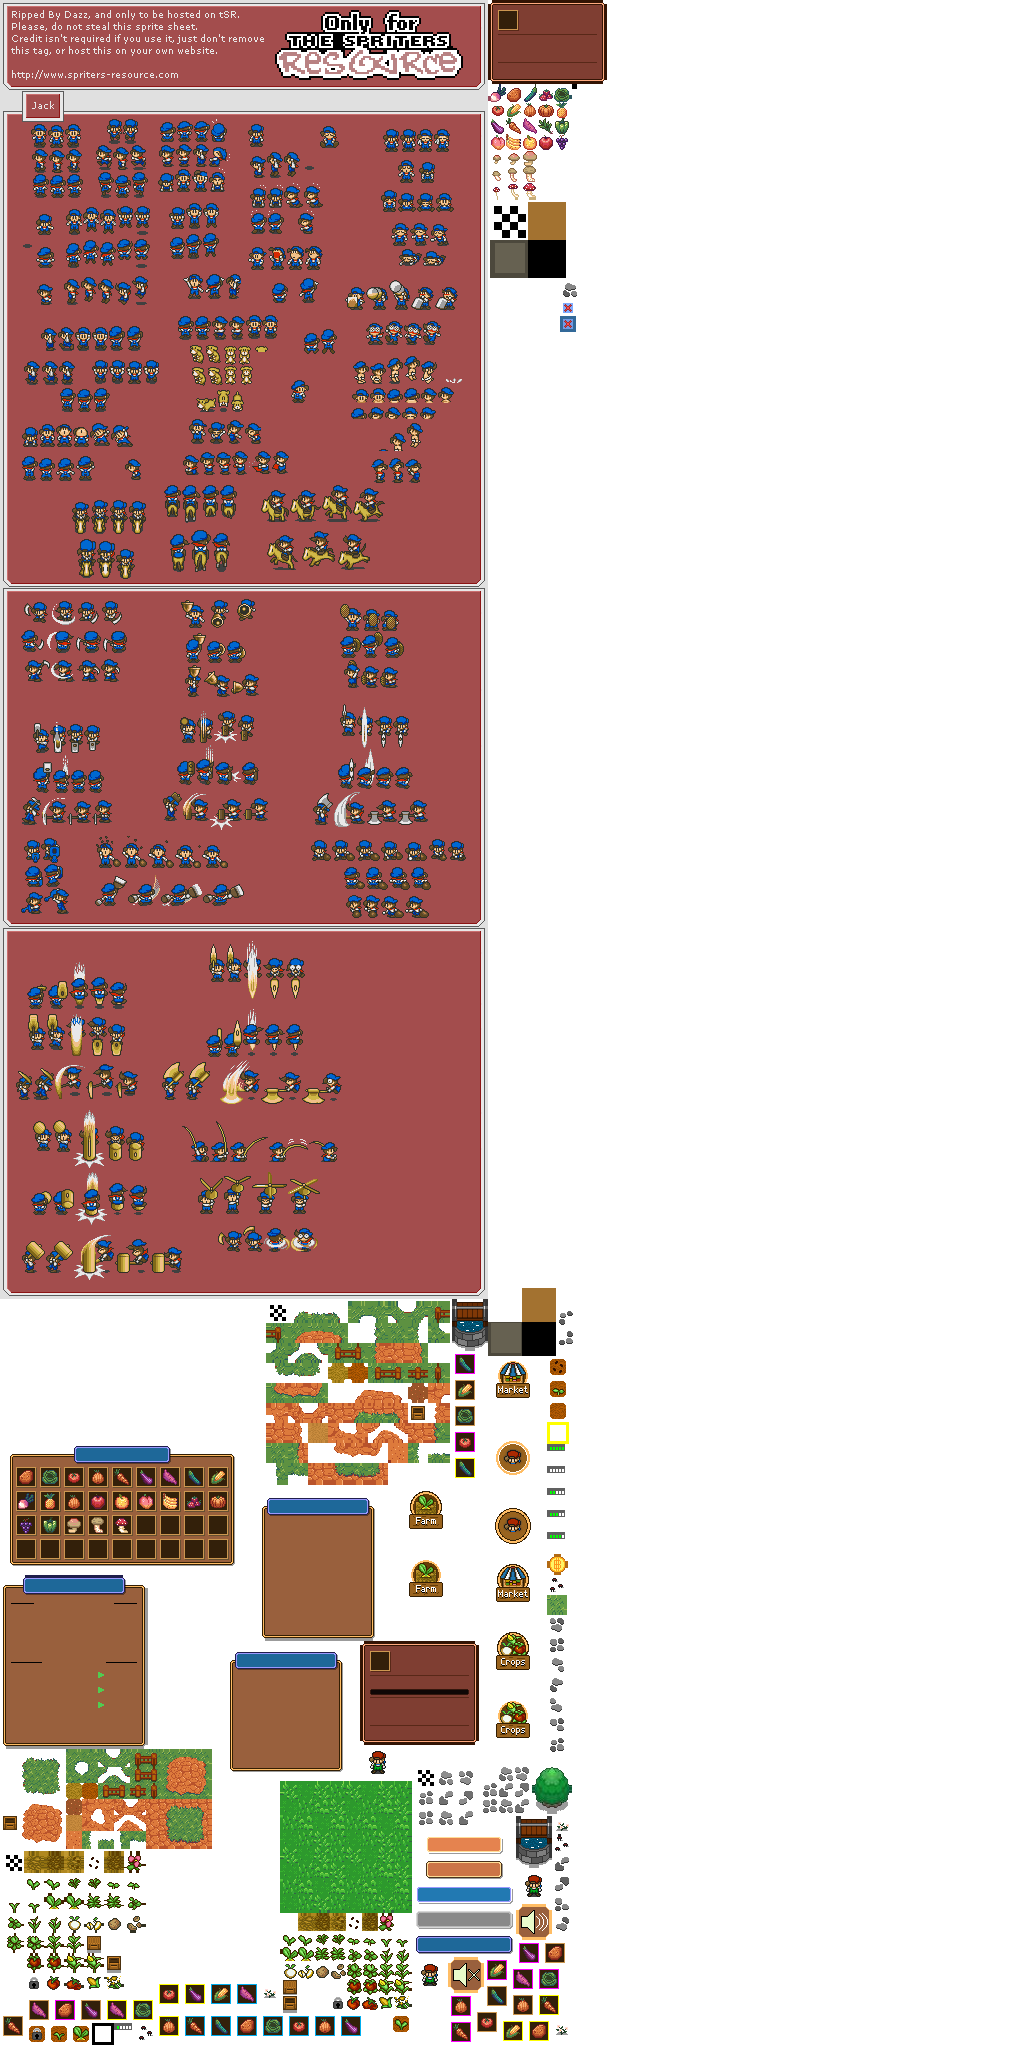 Ripped By Dazz, and only to be hosted on tSR.
Please, do not steal this sprite sheet.
Credit isn't required if you use it, just don't remove
this tag, or host this on your own website.
http://www.spriters-resource.com
Only for
THE SPRITERS
RESOURCE
Jack
Market
Farm
Farm
Market
Crops
Crops